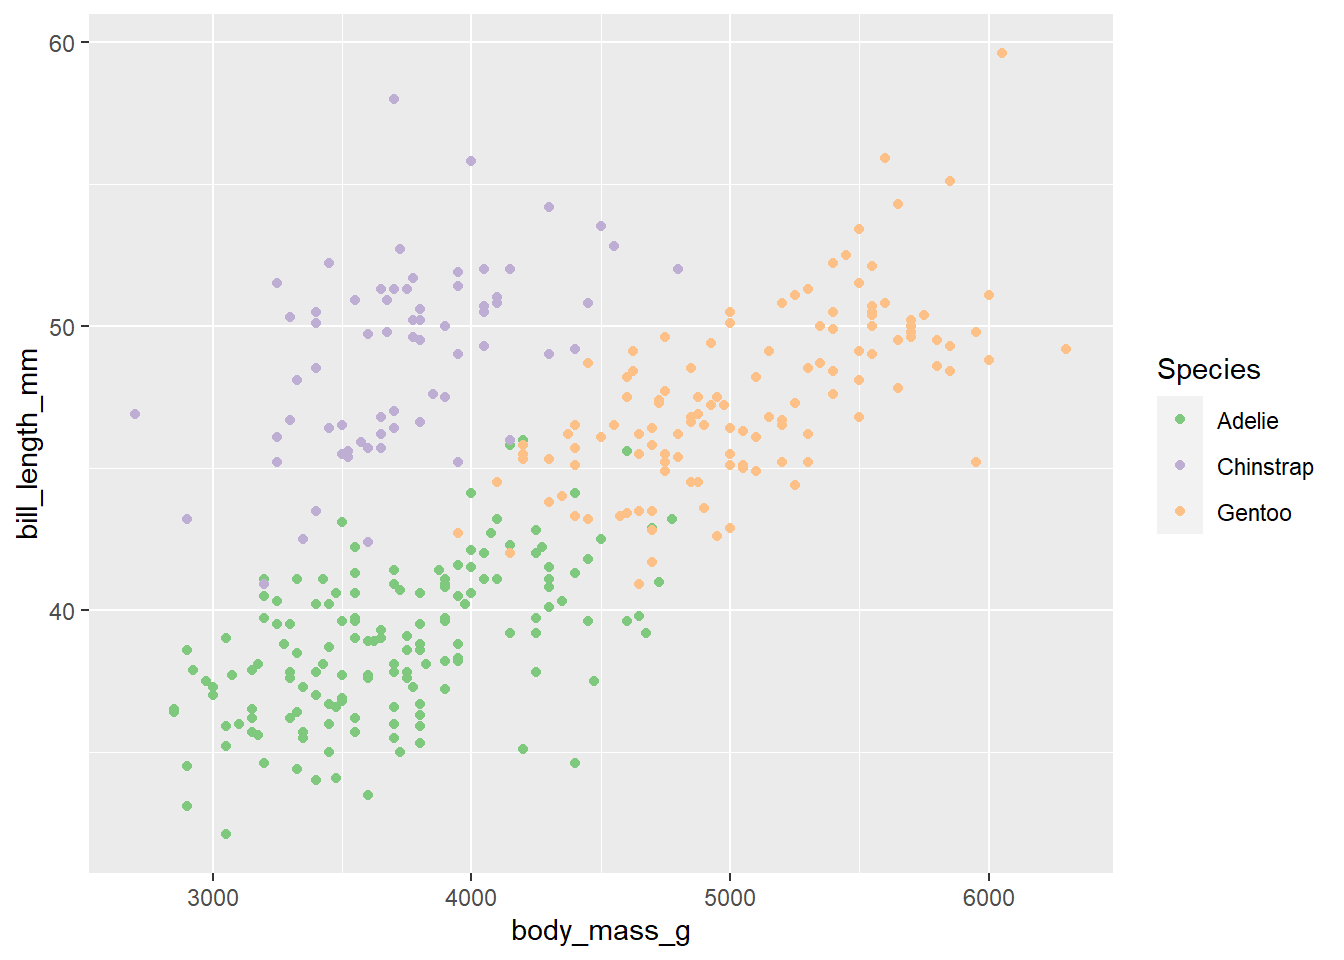 60
50
40
bill_length_mm
3000 4000 5000 6000
body_mass_g
Species
Adelie
Chinstrap
Gentoo